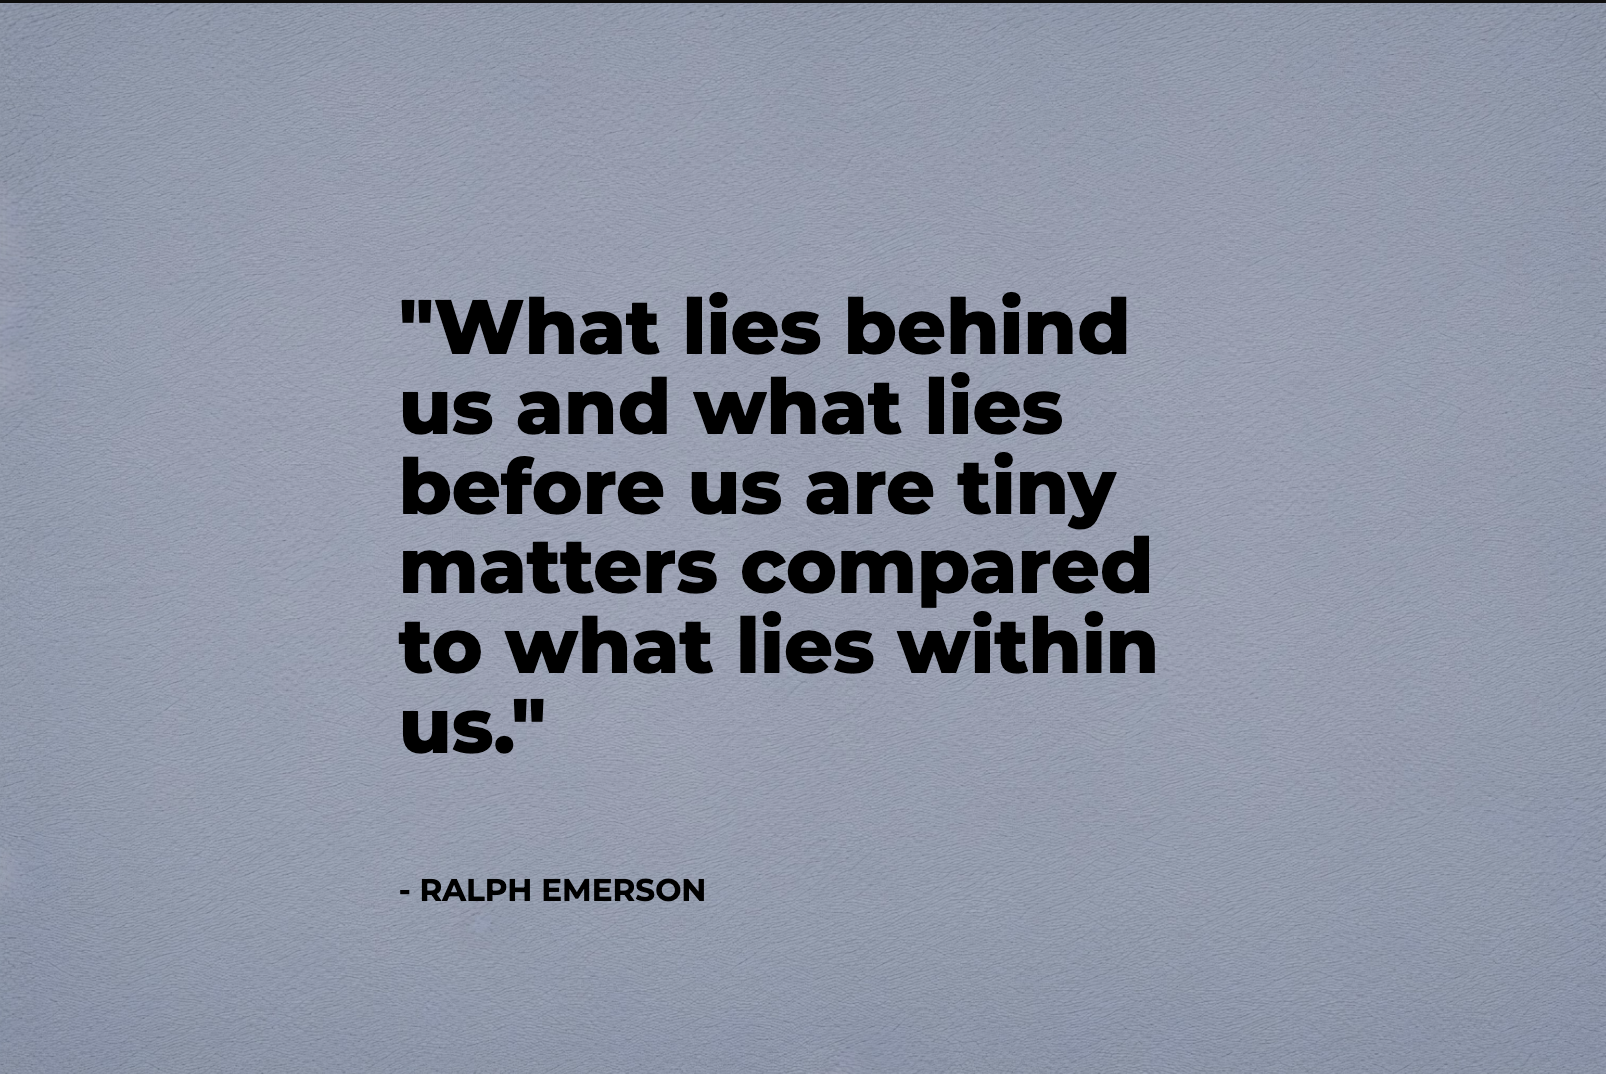 "What lies behind
us and what lies
before us are tiny
matters compared
to what lies within
us."
- RALPH EMERSON